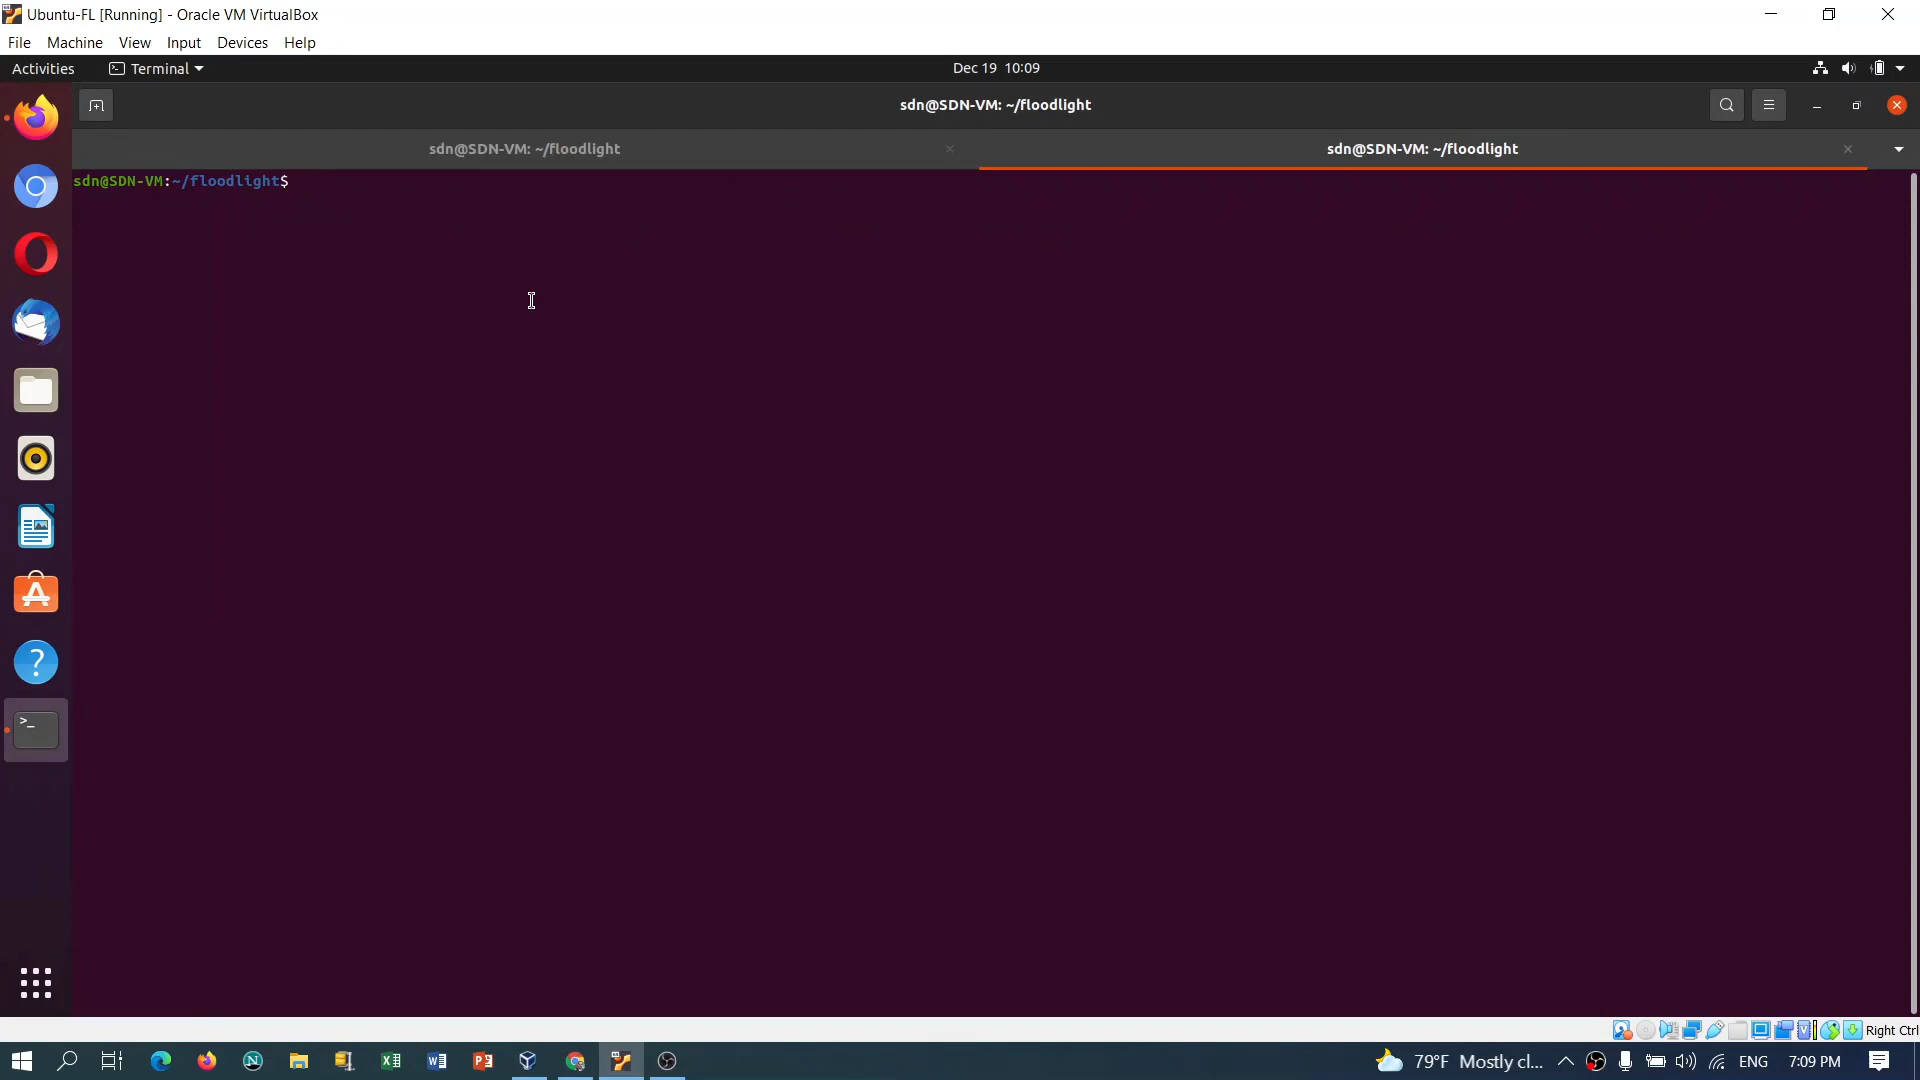 Ubuntu-FL [Running] - Oracle VM VirtualBox
File Machine View Input Devices Help
Activities Terminal Dec 19 10:09
sdn@SDN-VM: ~/floodlight
sdn@SDN-VM: ~/floodlight sdn@SDN-VM: ~/floodlight
sdn@SDN-VM:~/floodlight$
Right Ctrl
79°F Mostly cl... ENG 7:09 PM